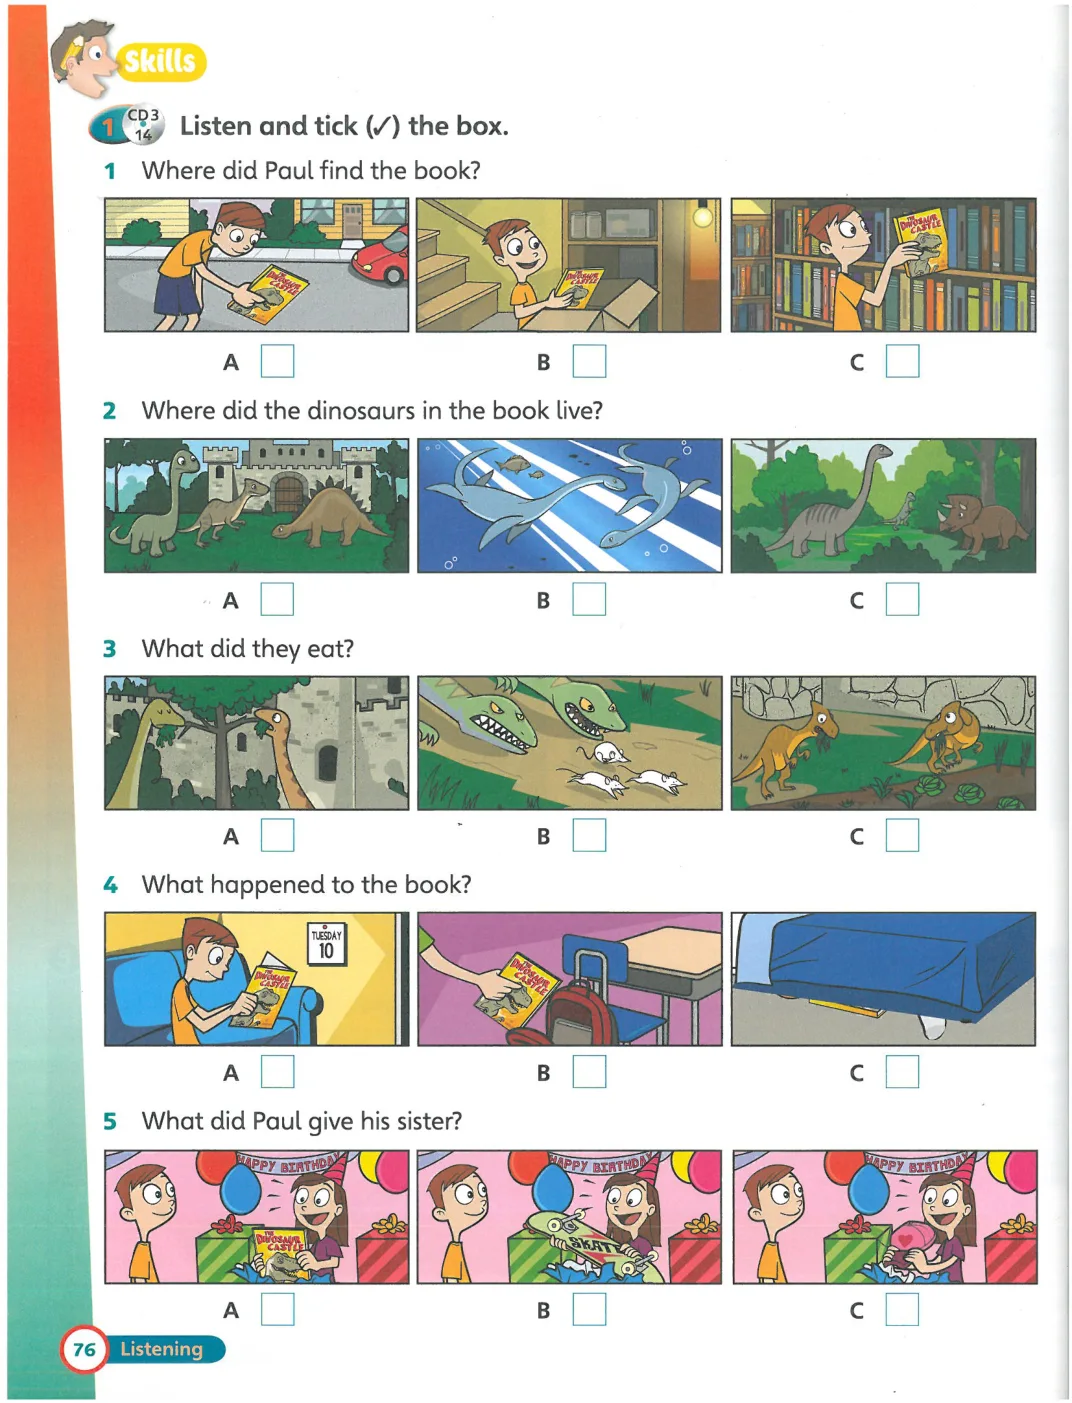 Skills
1 CD3 14 Listen and tick (✓) the box.
1 Where did Paul find the book?
THE DINOSAUR CASTLE
THE DINOSAUR CASTLE
THE DINOSAUR CASTLE
A B C
2 Where did the dinosaurs in the book live?
A B C
3 What did they eat?
A B C
4 What happened to the book?
TUESDAY
10
THE DINOSAUR CASTLE
THE DINOSAUR CASTLE
A B C
5 What did Paul give his sister?
HAPPY BIRTHDAY
HAPPY BIRTHDAY
HAPPY BIRTHDAY
THE DINOSAUR CASTLE
SKATE
A B C
76 Listening